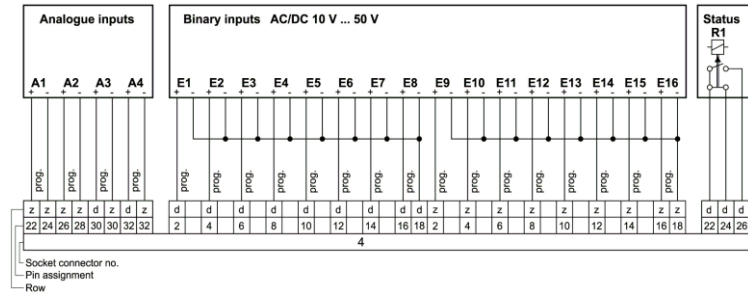 Analogue inputs
Binary inputs AC/DC 10 V ... 50 V
Status
R1
A1 A2 A3 A4
E1 E2 E3 E4 E5 E6 E7 E8 E9 E10 E11 E12 E13 E14 E15 E16
+ - + - + - + -
+ - + - + - + - + - + - + - + - + - + - + - + - + - + - + - + -
prog. prog. prog. prog.
prog. prog. prog. prog. prog. prog. prog. prog. prog. prog. prog. prog. prog. prog. prog. prog.
z z z z d z d z
d d d d d d d d d z z z z z z z z z
d d d
22 24 26 28 30 30 32 32
2 4 6 8 10 12 14 16 18 2 4 6 8 10 12 14 16 18
22 24 26
4
Socket connector no.
Pin assignment
Row